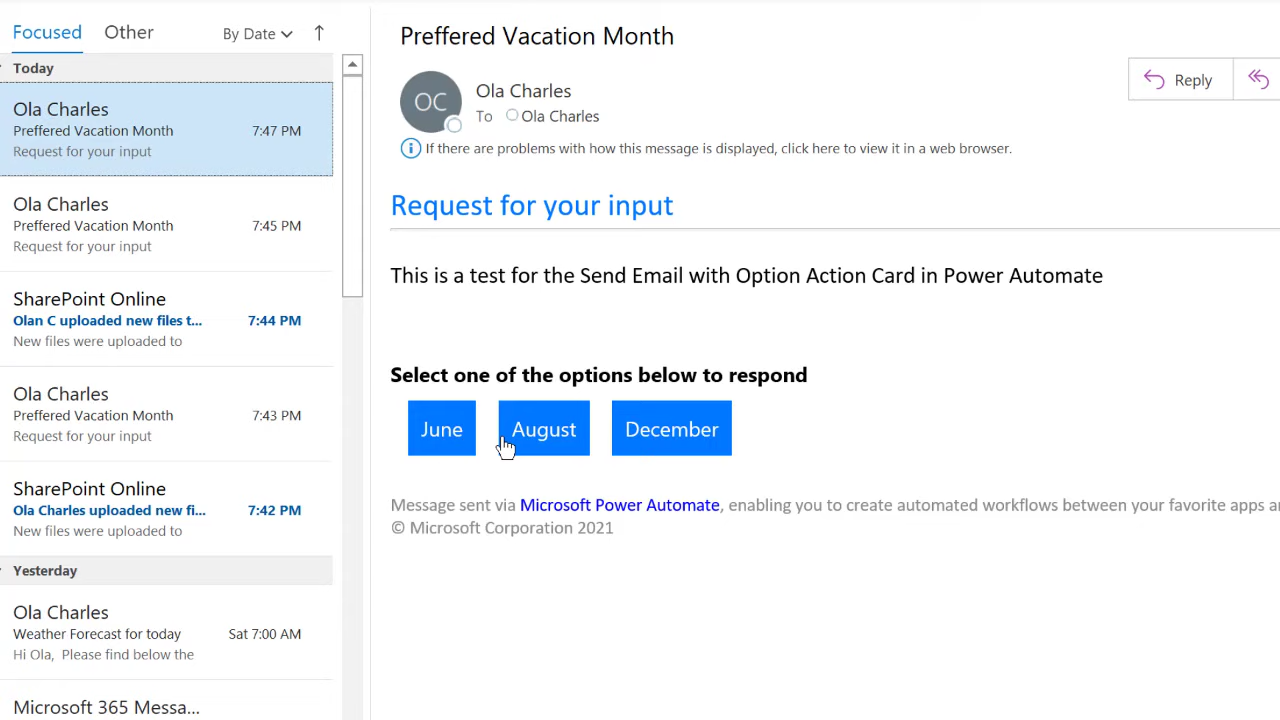 Focused Other By Date
Today
Ola Charles
Preffered Vacation Month 7:47 PM
Request for your input
Ola Charles
Preffered Vacation Month 7:45 PM
Request for your input
SharePoint Online
Olan C uploaded new files t... 7:44 PM
New files were uploaded to
Ola Charles
Preffered Vacation Month 7:43 PM
Request for your input
SharePoint Online
Ola Charles uploaded new fi... 7:42 PM
New files were uploaded to
Yesterday
Ola Charles
Weather Forecast for today Sat 7:00 AM
Hi Ola, Please find below the
Microsoft 365 Messa...
Preffered Vacation Month
OC
Ola Charles
To Ola Charles
Reply
If there are problems with how this message is displayed, click here to view it in a web browser.
Request for your input
This is a test for the Send Email with Option Action Card in Power Automate
Select one of the options below to respond
June August December
Message sent via Microsoft Power Automate, enabling you to create automated workflows between your favorite apps
© Microsoft Corporation 2021